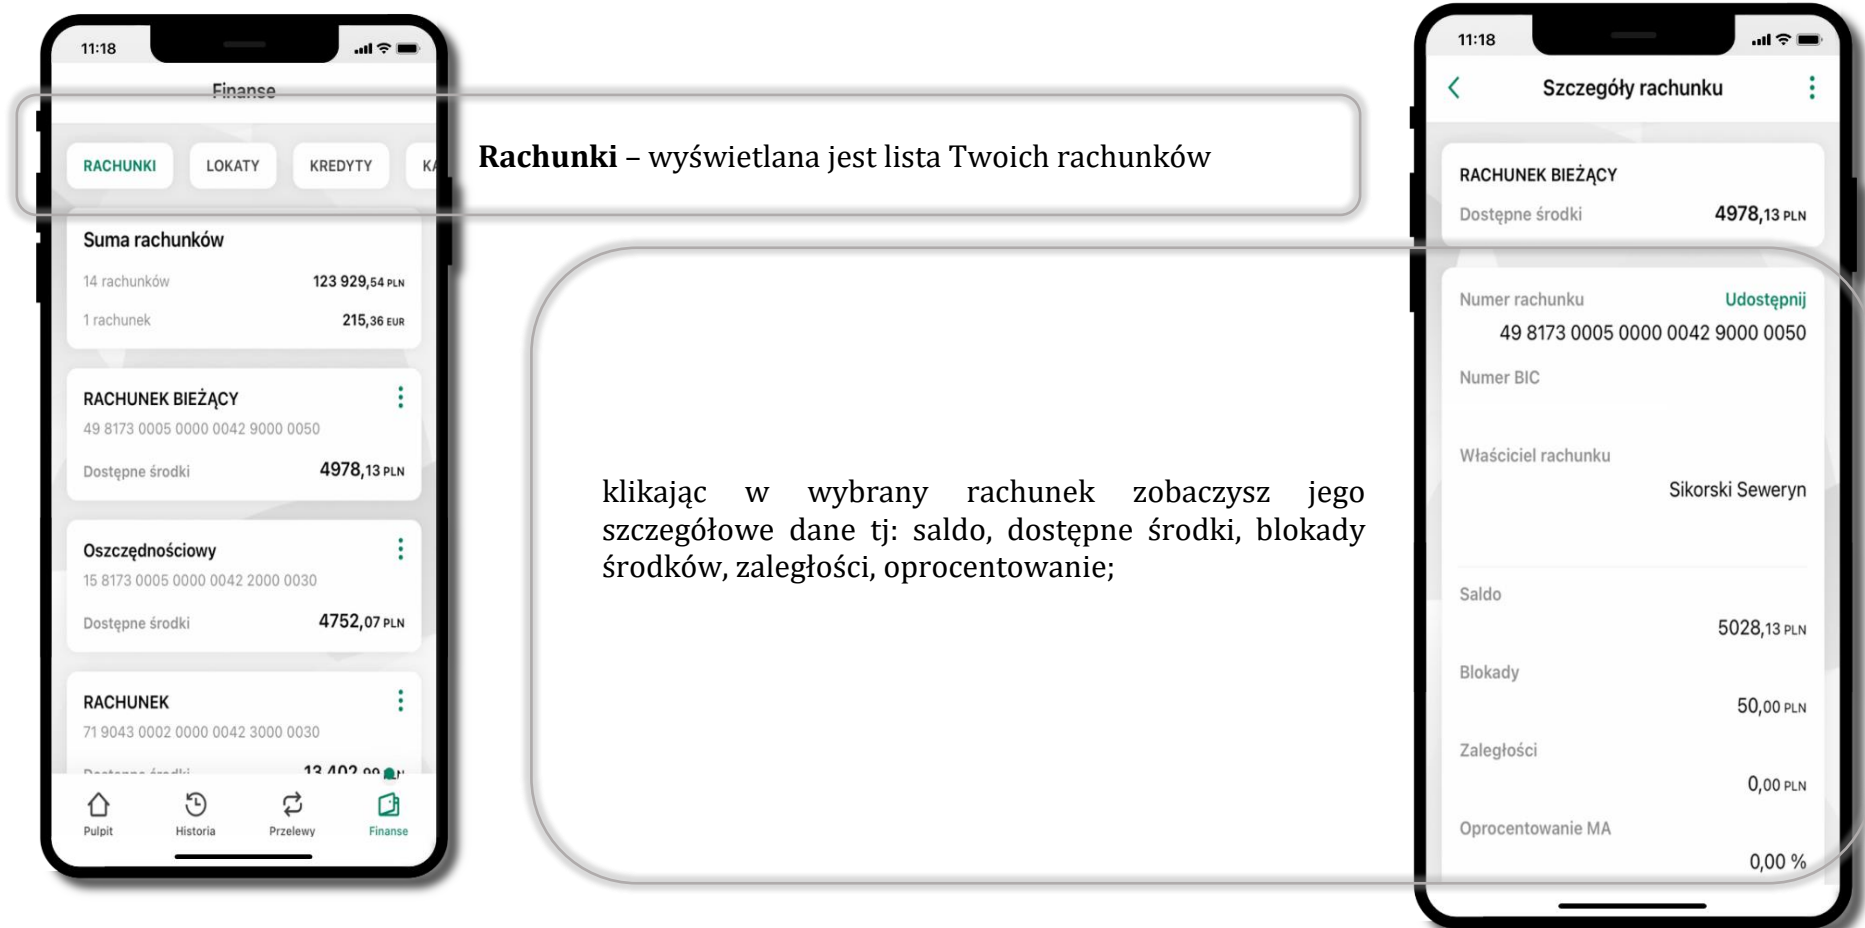 11:18
Finanse
RACHUNKI LOKATY KREDYTY
Suma rachunków
14 rachunków 123 929,54 PLN
1 rachunek 215,36 EUR
RACHUNEK BIEŻĄCY
49 8173 0005 0000 0042 9000 0050
Dostępne środki 4978,13 PLN
Oszczędnościowy
15 8173 0005 0000 0042 2000 0030
Dostępne środki 4752,07 PLN
RACHUNEK
71 9043 0002 0000 0042 3000 0030
Dostępne środki 13 402,99
Pulpit Historia Przelewy Finanse
Rachunki – wyświetlana jest lista Twoich rachunków
klikając w wybrany rachunek zobaczysz jego
szczegółowe dane tj: saldo, dostępne środki, blokady
środków, zaległości, oprocentowanie;
11:18
Szczegóły rachunku
RACHUNEK BIEŻĄCY
Dostępne środki 4978,13 PLN
Numer rachunku Udostępnij
49 8173 0005 0000 0042 9000 0050
Numer BIC
Właściciel rachunku
Sikorski Seweryn
Saldo
5028,13 PLN
Blokady
50,00 PLN
Zaległości
0,00 PLN
Oprocentowanie MA
0,00 %